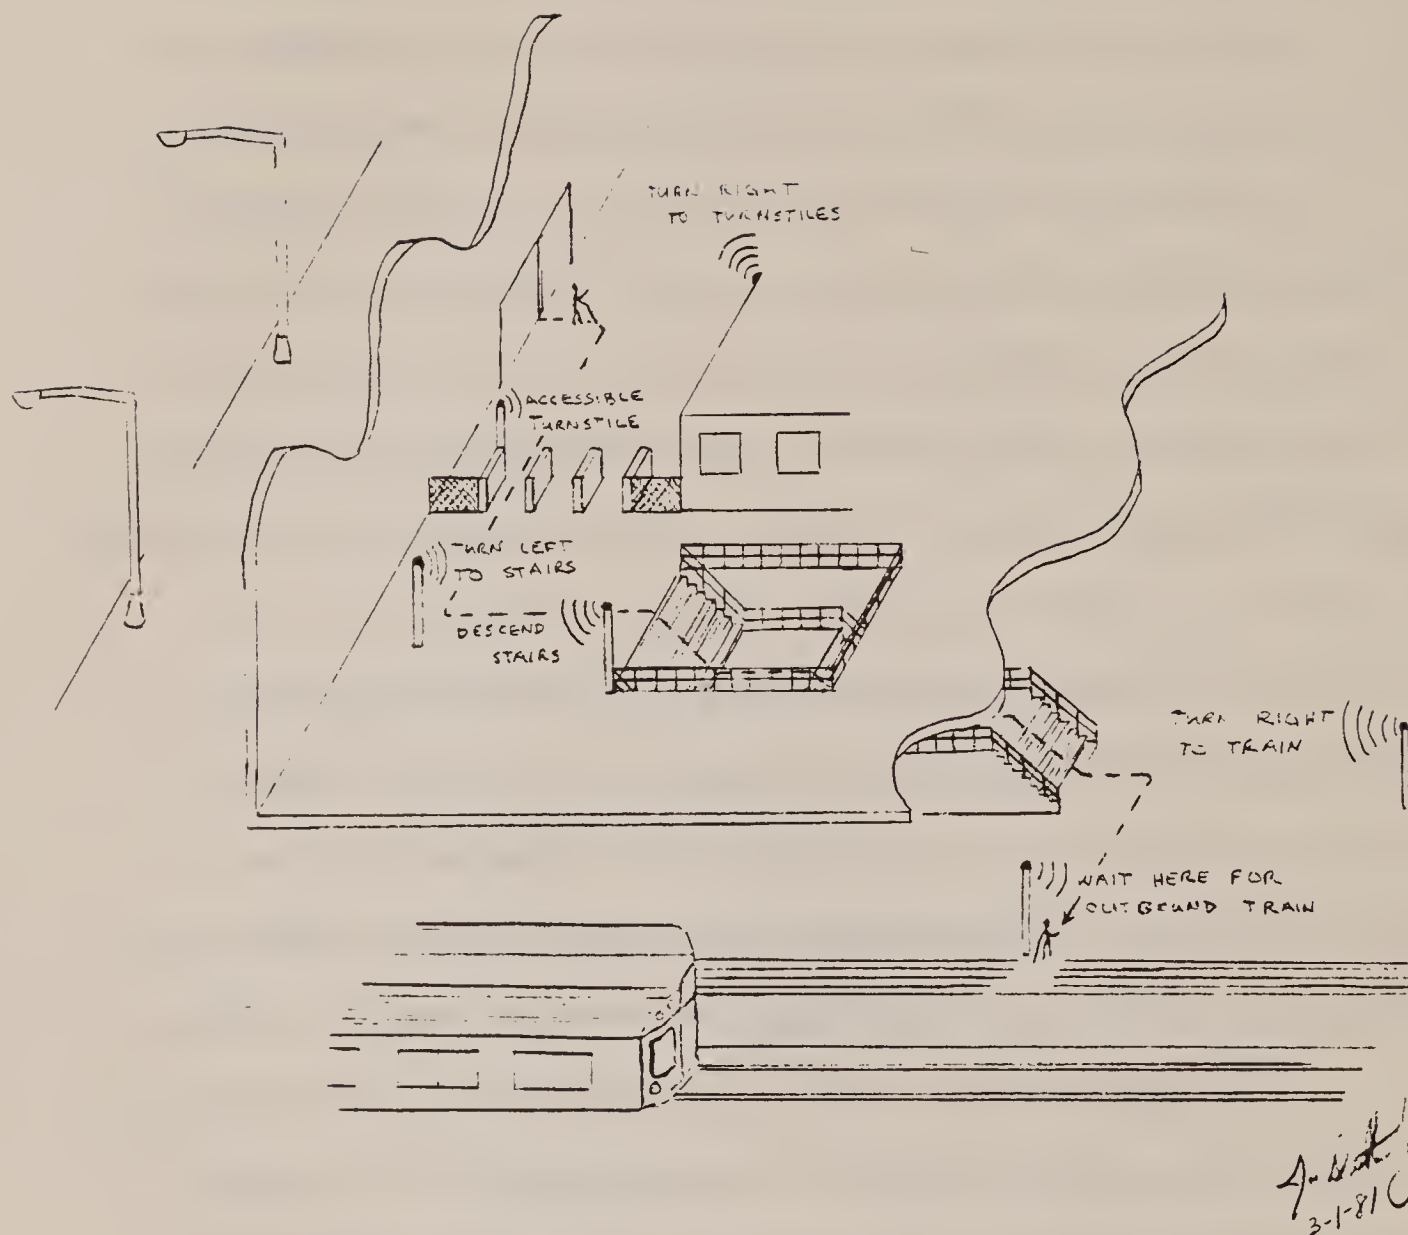 TURN RIGHT
TO TURNSTILES
ACCESSIBLE
TURNSTILE
TURN LEFT
TO STAIRS
DESCEND
STAIRS
TURN RIGHT
TO TRAIN
WAIT HERE FOR
OUTBOUND TRAIN
3-1-81